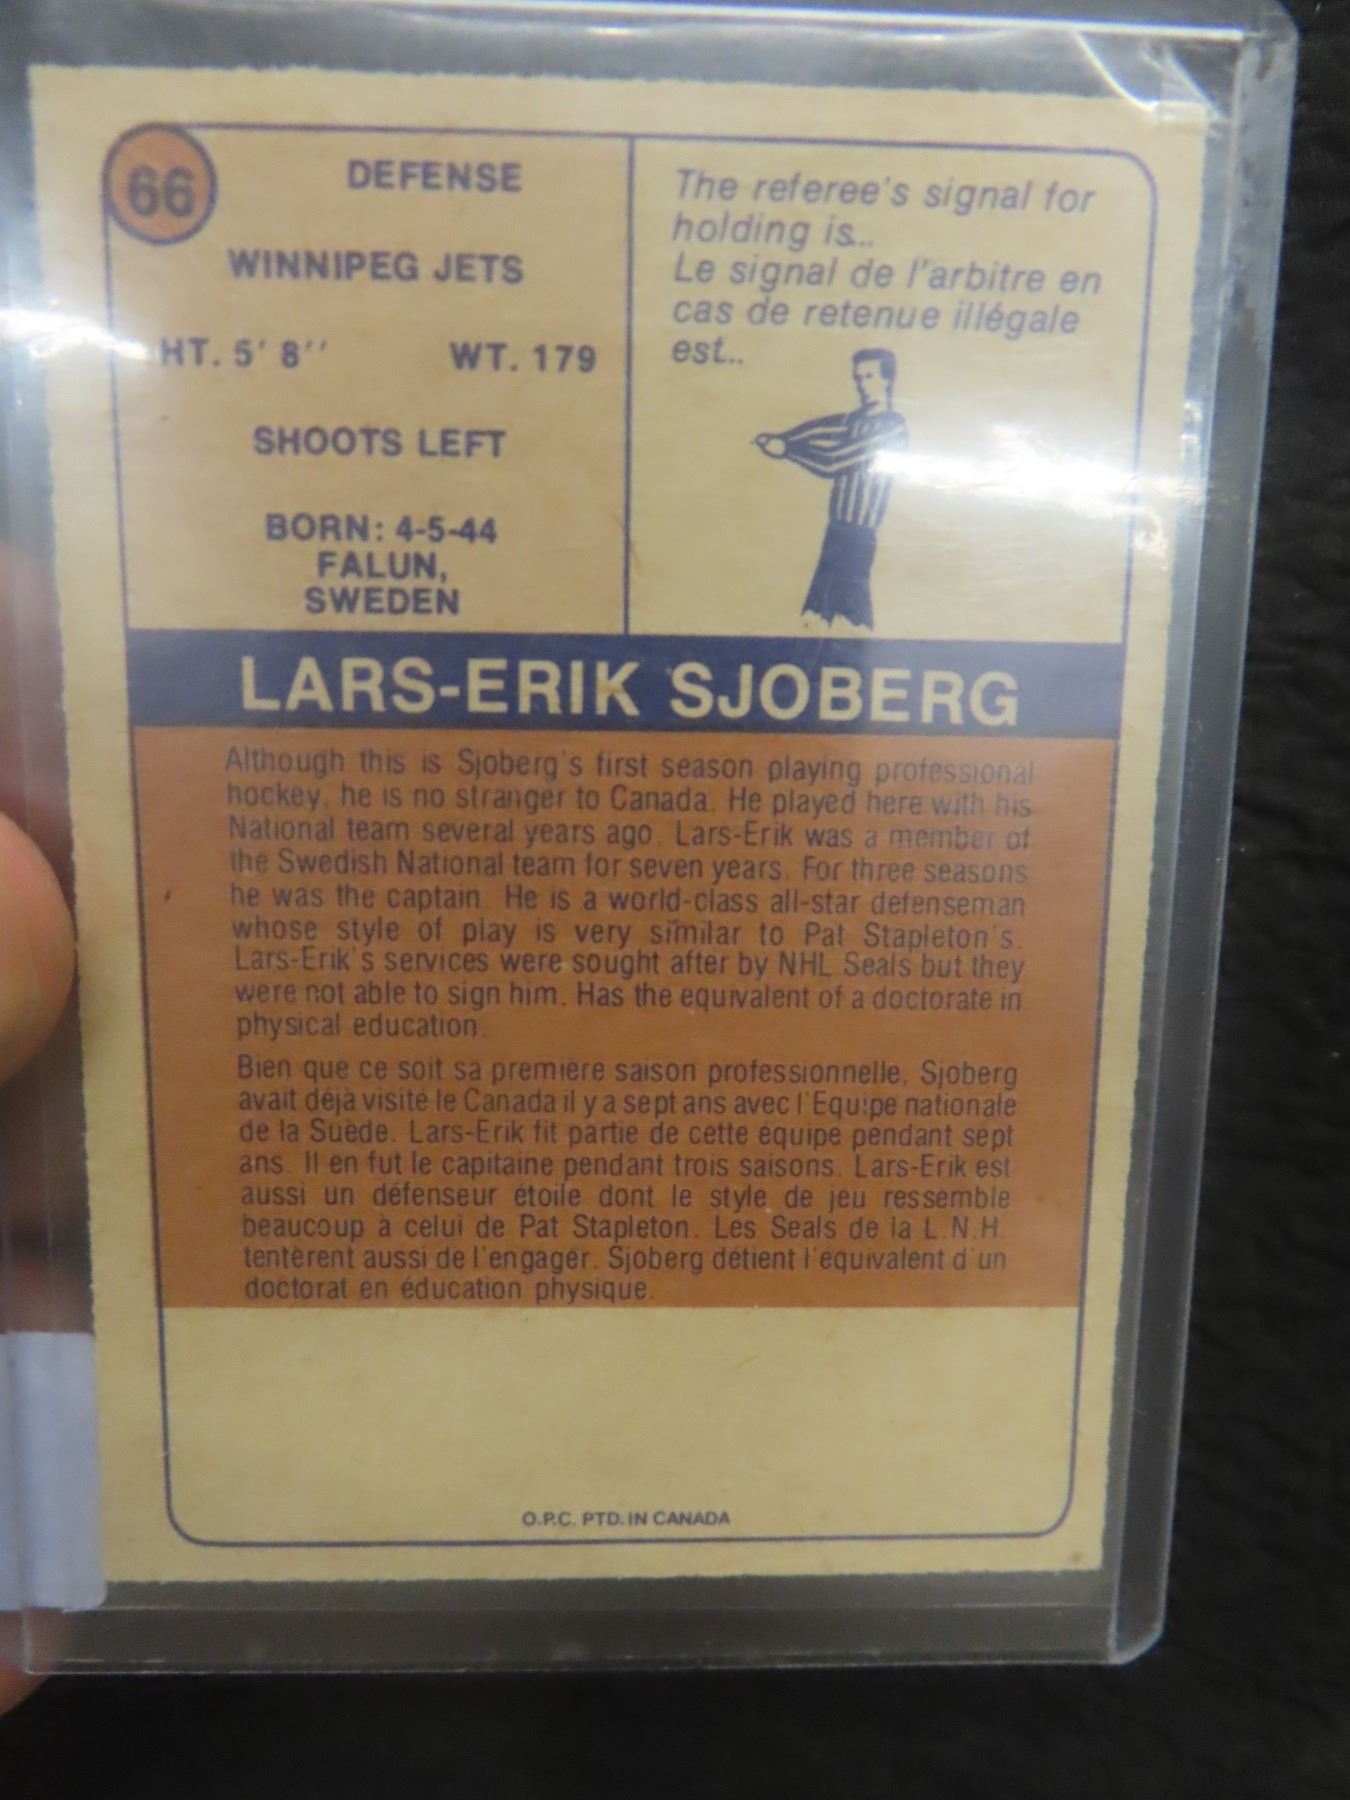 66
DEFENSE
WINNIPEG JETS
HT. 5' 8''
WT. 179
SHOOTS LEFT
BORN: 4-5-44
FALUN,
SWEDEN
The referee's signal for
holding is...
Le signal de l'arbitre en
cas de retenue illégale
est..
LARS-ERIK SJOBERG
Although this is Sjoberg's first season playing professional
hockey, he is no stranger to Canada. He played here with his
National team several years ago. Lars-Erik was a member of
the Swedish National team for seven years. For three seasons
he was the captain. He is a world-class all-star defenseman
whose style of play is very similar to Pat Stapleton's.
Lars-Erik's services were sought after by NHL Seals but they
were not able to sign him. Has the equivalent of a doctorate in
physical education.
Bien que ce soit sa première saison professionnelle, Sjoberg
avait déjà visité le Canada il y a sept ans avec l'Equipe nationale
de la Suède. Lars-Erik fit partie de cette équipe pendant sept
ans. Il en fut le capitaine pendant trois saisons. Lars-Erik est
aussi un défenseur étoile dont le style de jeu ressemble
beaucoup à celui de Pat Stapleton. Les Seals de la L.N.H.
tentèrent aussi de l'engager. Sjoberg détient l'équivalent d'un
doctorat en éducation physique.
O.P.C. PTD. IN CANADA